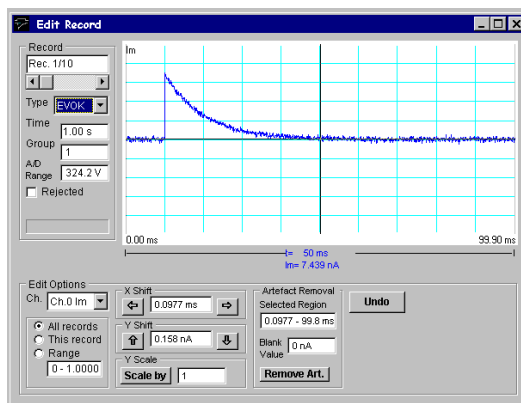 Edit Record
Record
Rec. 1/10
Type EVOK
Time
1.00 s
Group
1
A/D
Range 324.2 V
Rejected
Im
0.00 ms 99.90 ms
t= 50 ms
Im= 7.439 nA
Edit Options
Ch. Ch.0 Im
All records
This record
Range
0 - 1.0000
X Shift
0.0977 ms
Y Shift
0.158 nA
Y Scale
Scale by 1
Artefact Removal
Selected Region
0.0977 - 99.8 ms
Blank
Value 0 nA
Remove Art.
Undo